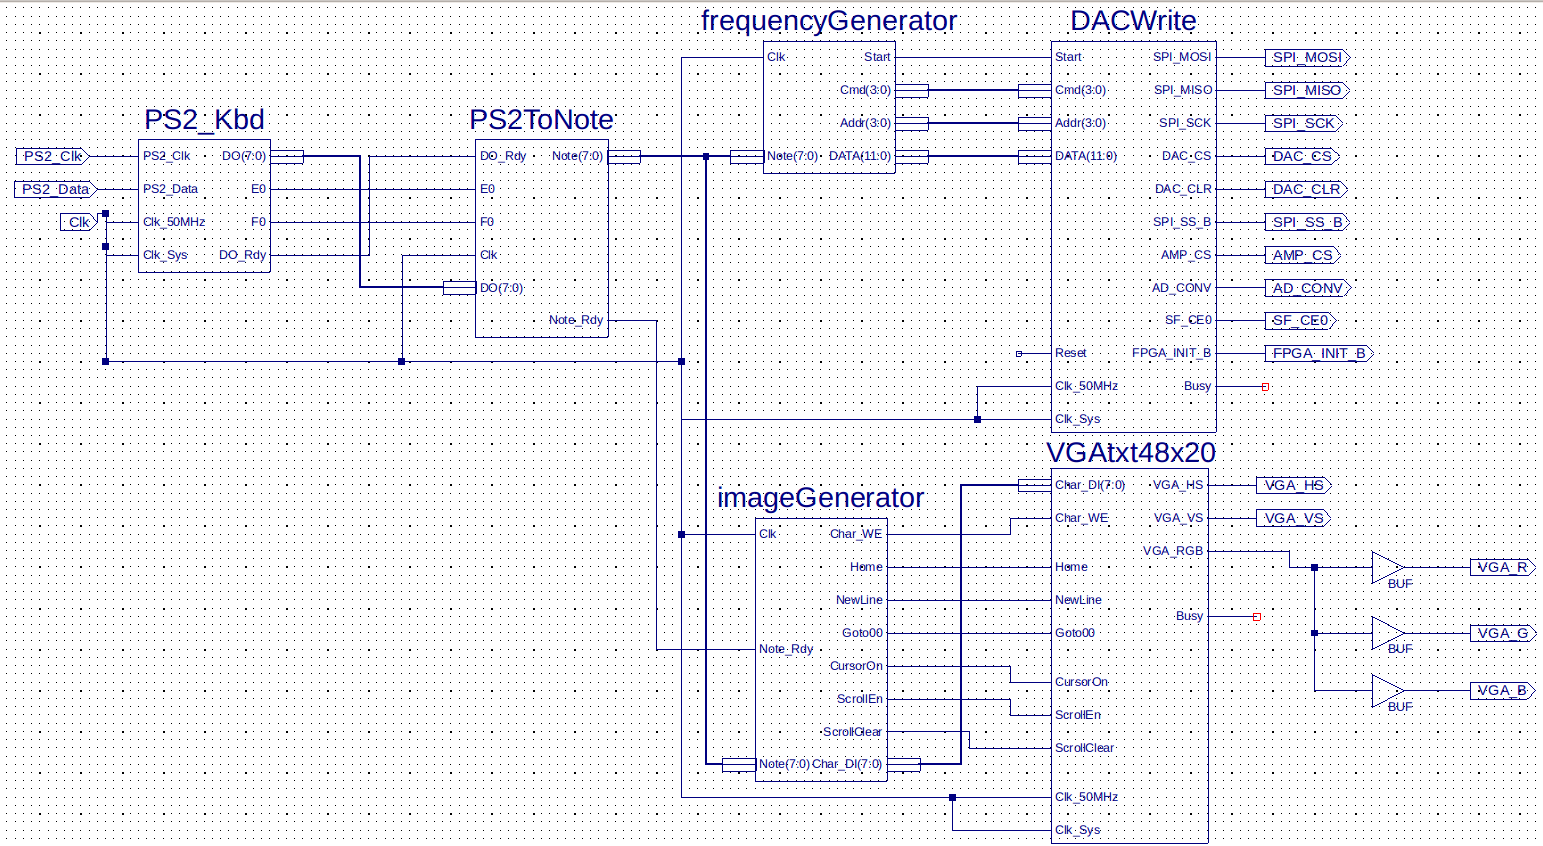 frequencyGenerator
Clk
Start
Cmd(3:0)
Addr(3:0)
Note(7:0)
DATA(11:0)
DACWrite
Start
Cmd(3:0)
Addr(3:0)
DATA(11:0)
Reset
Clk_50MHz
Clk_Sys
SPI_MOSI
SPI_MISO
SPI_SCK
DAC_CS
DAC_CLR
SPI_SS_B
AMP_CS
AD_CONV
SF_CE0
FPGA_INIT_B
Busy
SPI_MOSI
SPI_MISO
SPI_SCK
DAC_CS
DAC_CLR
SPI_SS_B
AMP_CS
AD_CONV
SF_CE0
FPGA_INIT_B
PS2_Kbd
PS2_Clk
PS2_Data
Clk
PS2_Clk
PS2_Data
Clk_50MHz
Clk_Sys
DO(7:0)
E0
F0
DO_Rdy
PS2ToNote
DO_Rdy
E0
F0
Clk
DO(7:0)
Note(7:0)
Note_Rdy
imageGenerator
Clk
Note_Rdy
Note(7:0)
Char_WE
Home
NewLine
Goto00
CursorOn
ScrollEn
ScrollClear
Char_DI(7:0)
VGAtxt48x20
Char_DI(7:0)
Char_WE
Home
NewLine
Goto00
CursorOn
ScrollEn
ScrollClear
Clk_50MHz
Clk_Sys
VGA_HS
VGA_VS
VGA_RGB
Busy
VGA_HS
VGA_VS
BUF
VGA_R
BUF
VGA_G
BUF
VGA_B